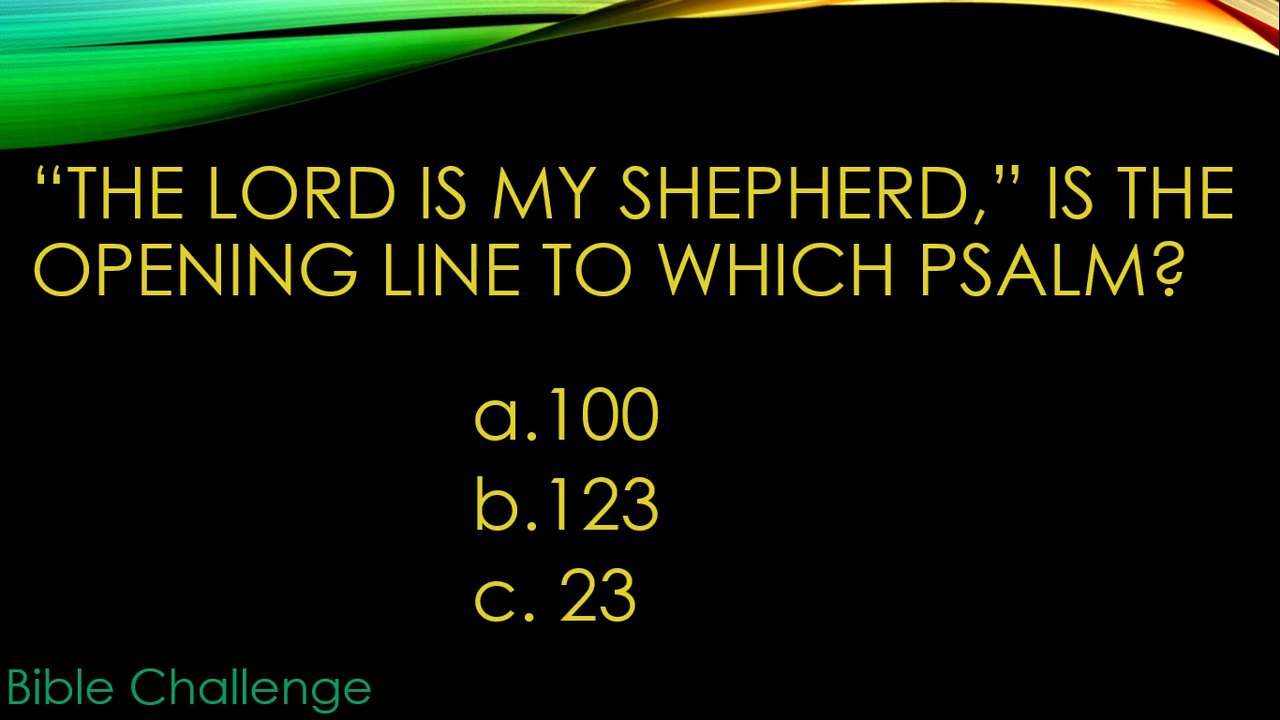 “THE LORD IS MY SHEPHERD,” IS THE
OPENING LINE TO WHICH PSALM?
a.100
b.123
c. 23
Bible Challenge